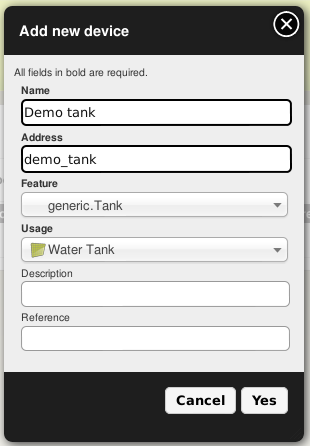 Add new device
All fields in bold are required.
Name
Demo tank
Address
demo_tank
Feature
generic.Tank
Usage
Water Tank
Description
Reference
Cancel Yes